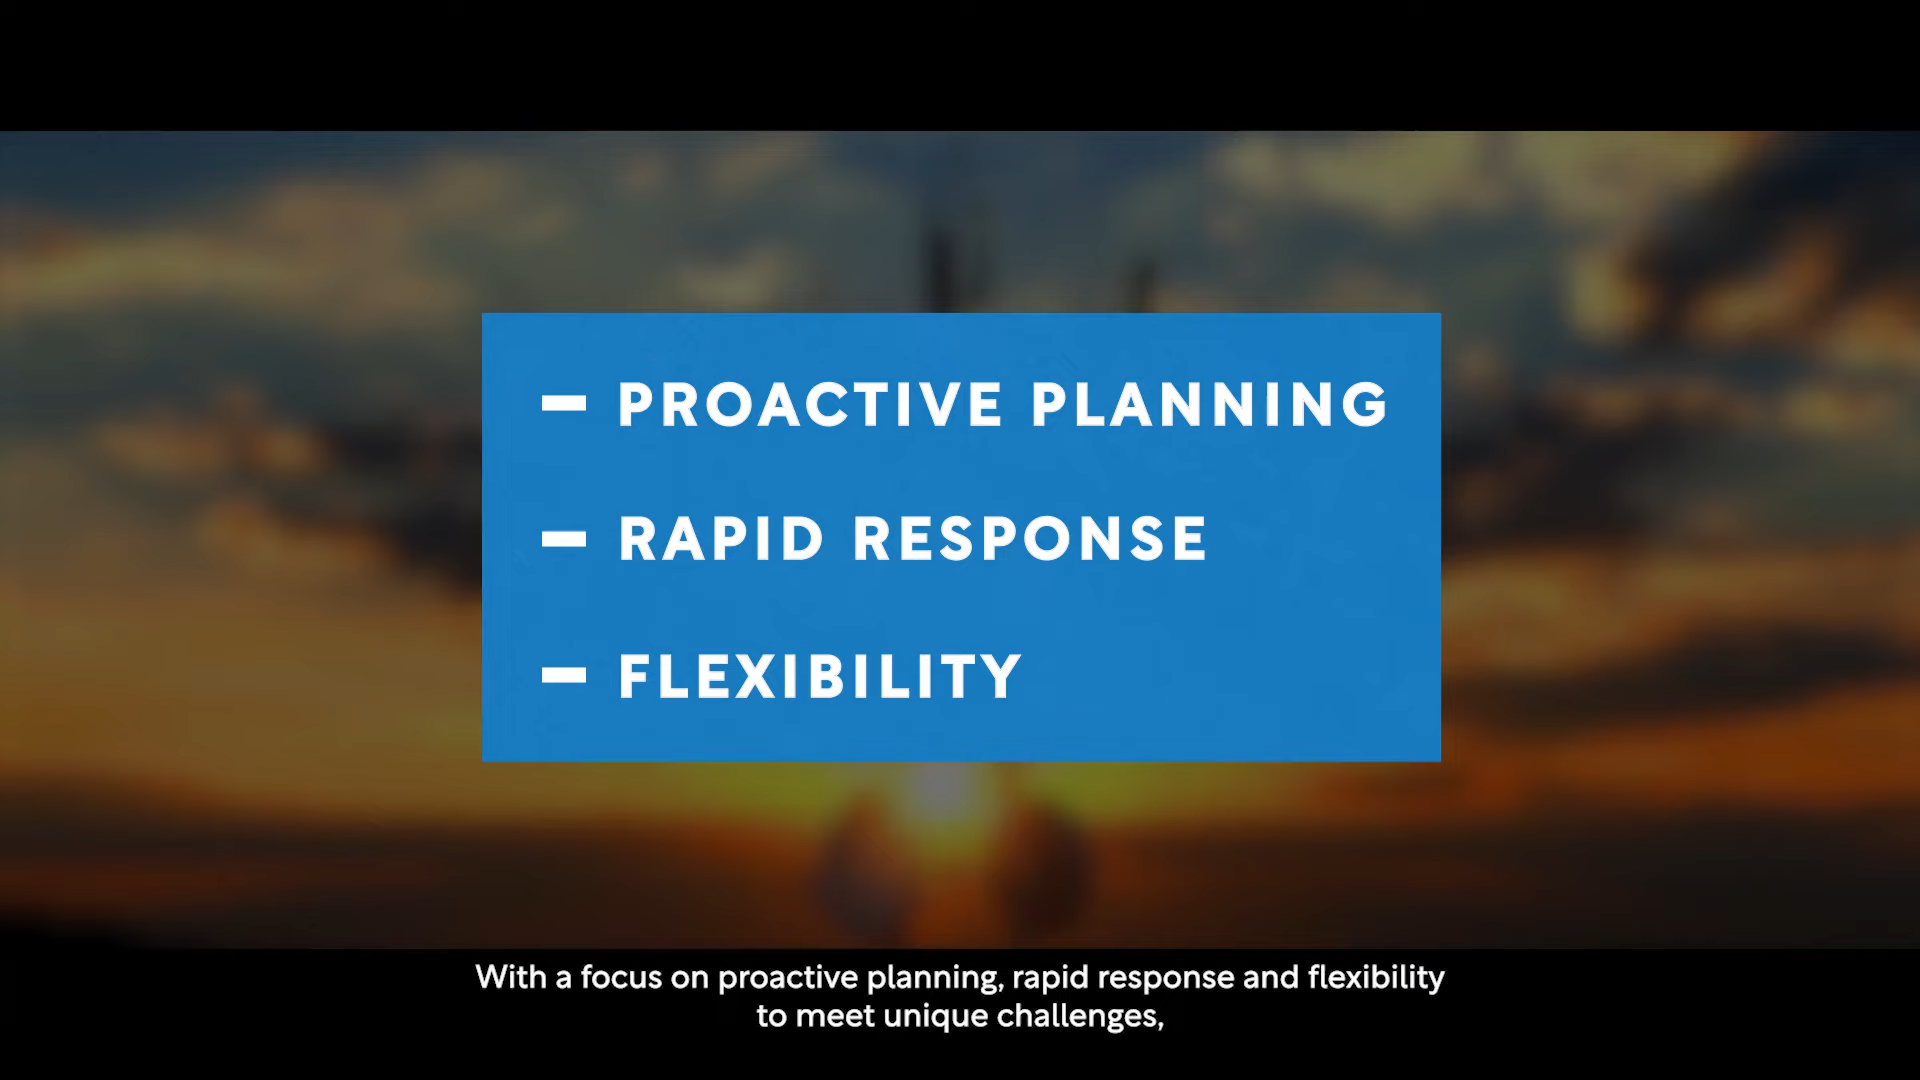 – PROACTIVE PLANNING
– RAPID RESPONSE
– FLEXIBILITY
With a focus on proactive planning, rapid response and flexibility
to meet unique challenges,